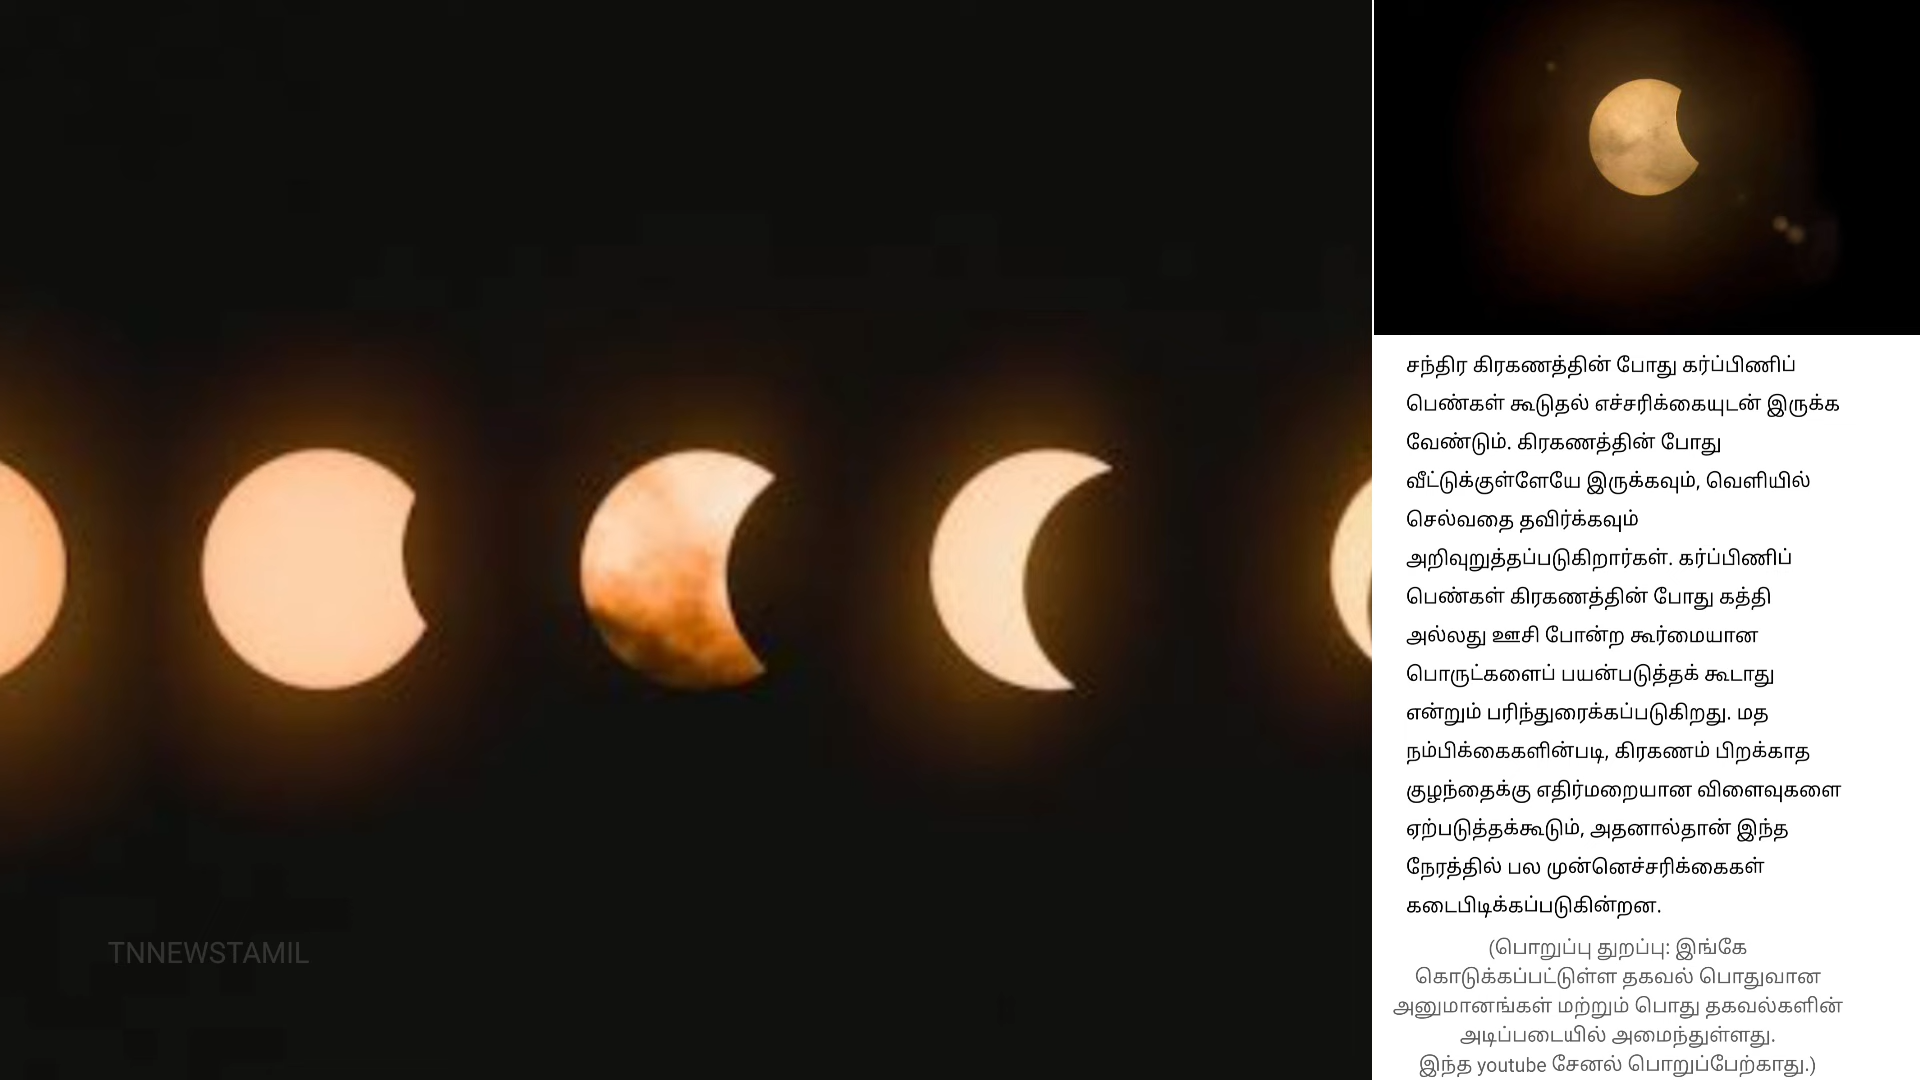 சந்திர கிரகணத்தின் போது கர்ப்பிணிப்
பெண்கள் கூடுதல் எச்சரிக்கையுடன் இருக்க
வேண்டும். கிரகணத்தின் போது
வீட்டுக்குள்ளேயே இருக்கவும், வெளியில்
செல்வதை தவிர்க்கவும்
அறிவுறுத்தப்படுகிறார்கள். கர்ப்பிணிப்
பெண்கள் கிரகணத்தின் போது கத்தி
அல்லது ஊசி போன்ற கூர்மையான
பொருட்களைப் பயன்படுத்தக் கூடாது
என்றும் பரிந்துரைக்கப்படுகிறது. மத
நம்பிக்கைகளின்படி, கிரகணம் பிறக்காத
குழந்தைக்கு எதிர்மறையான விளைவுகளை
ஏற்படுத்தக்கூடும், அதனால்தான் இந்த
நேரத்தில் பல முன்னெச்சரிக்கைகள்
கடைபிடிக்கப்படுகின்றன.
(பொறுப்பு துறப்பு: இங்கே
கொடுக்கப்பட்டுள்ள தகவல் பொதுவான
அனுமானங்கள் மற்றும் பொது தகவல்களின்
அடிப்படையில் அமைந்துள்ளது.
இந்த youtube சேனல் பொறுப்பேற்காது.)
TNNEWSTAMIL